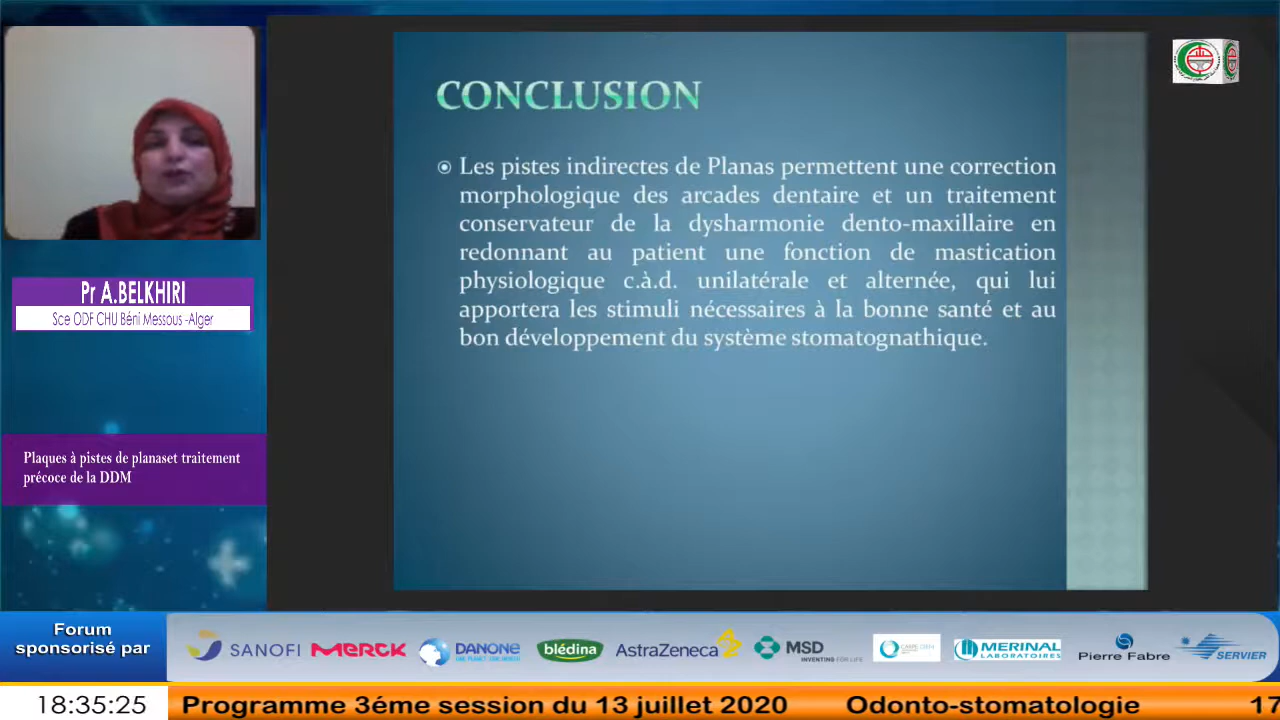 CONCLUSION
Les pistes indirectes de Planas permettent une correction
morphologique des arcades dentaire et un traitement
conservateur de la dysharmonie dento-maxillaire en
redonnant au patient une fonction de mastication
physiologique c.à.d. unilatérale et alternée, qui lui
apportera les stimuli nécessaires à la bonne santé et au
bon développement du système stomatognathique.
Pr A.BELKHIRI
Sce ODF CHU Béni Messous -Alger
Plaques à pistes de planaset traitement
précoce de la DDM
Forum
sponsorisé par
SANOFI
MERCK
DANONE
blédina
AstraZeneca
MSD
INVENTING FOR LIFE
MERINAL
LABORATOIRES
Pierre Fabre
SERVIER
18:35:25
Programme 3éme session du 13 juillet 2020 Odonto-stomatologie 17